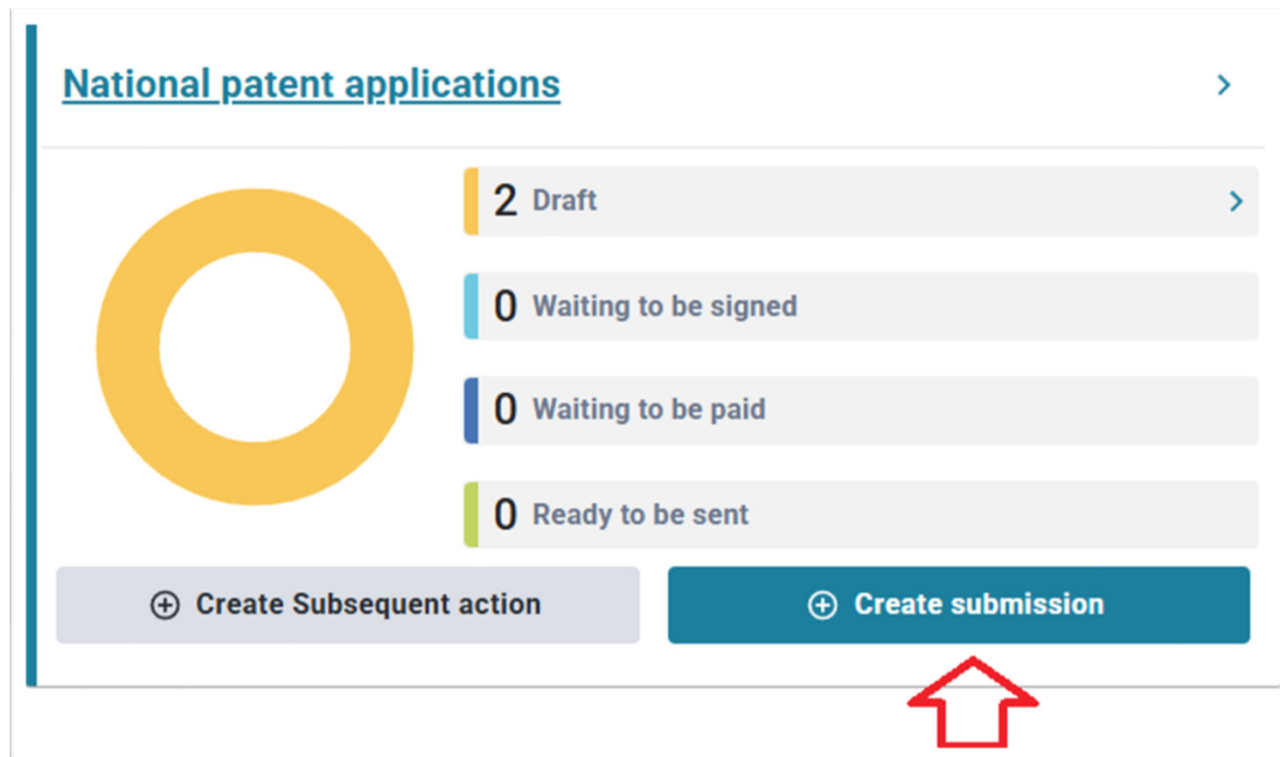 National patent applications
2 Draft
0 Waiting to be signed
0 Waiting to be paid
0 Ready to be sent
Create Subsequent action
Create submission